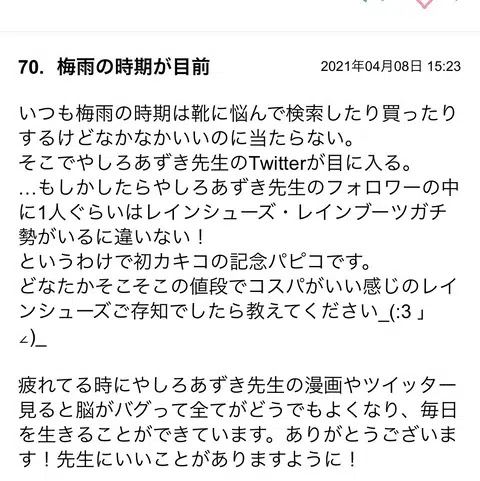 70. 梅雨の時期が目前
2021年04月08日 15:23
いつも梅雨の時期は靴に悩んで検索したり買ったり
するけどなかなかいいのに当たらない。
そこでやしろあずき先生のTwitterが目に入る。
…もしかしたらやしろあずき先生のフォロワーの中
に1人ぐらいはレインシューズ・レインブーツガチ
勢がいるに違いない！
というわけで初カキコの記念パピコです。
どなたかそこそこの値段でコスパがいい感じのレイ
ンシューズご存知でしたら教えてください_(:3 」
∠)_
疲れてる時にやしろあずき先生の漫画やツイッター
見ると脳がバグって全てがどうでもよくなり、毎日
を生きることができています。ありがとうございま
す！先生にいいことがありますように！